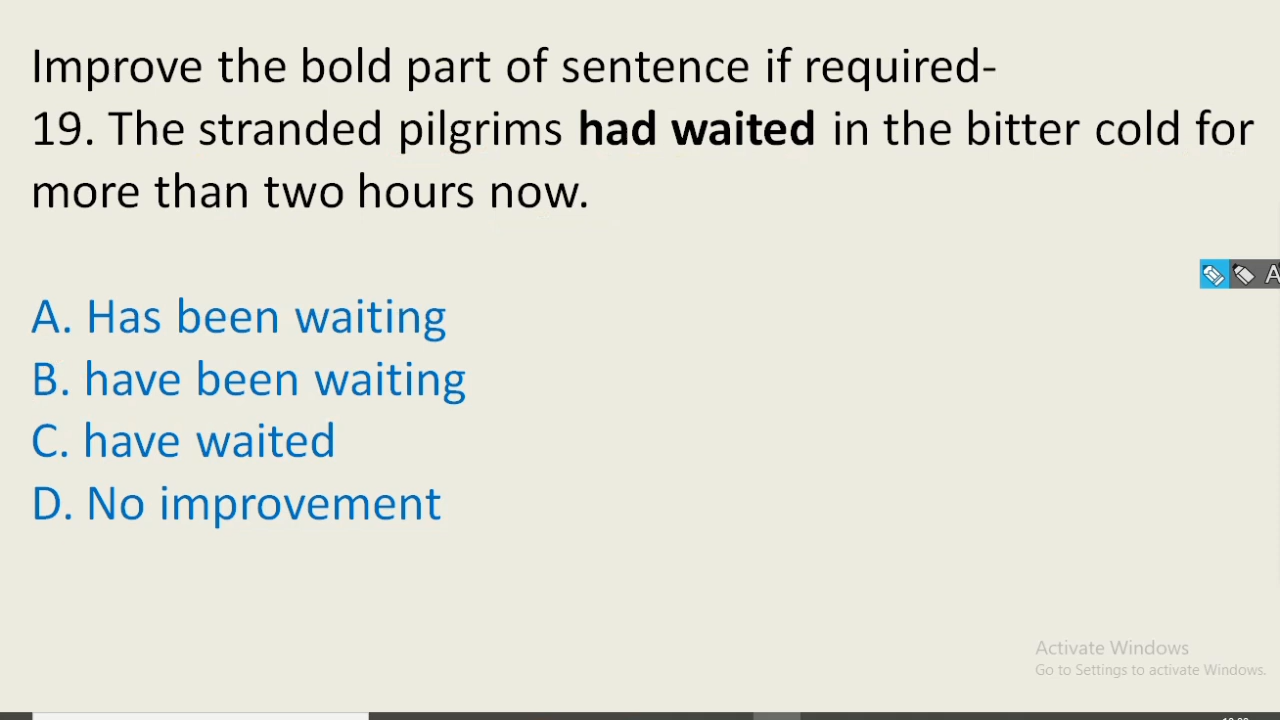 Improve the bold part of sentence if required-
19. The stranded pilgrims had waited in the bitter cold for
more than two hours now.
A. Has been waiting
B. have been waiting
C. have waited
D. No improvement
A
Activate Windows
Go to Settings to activate Windows.